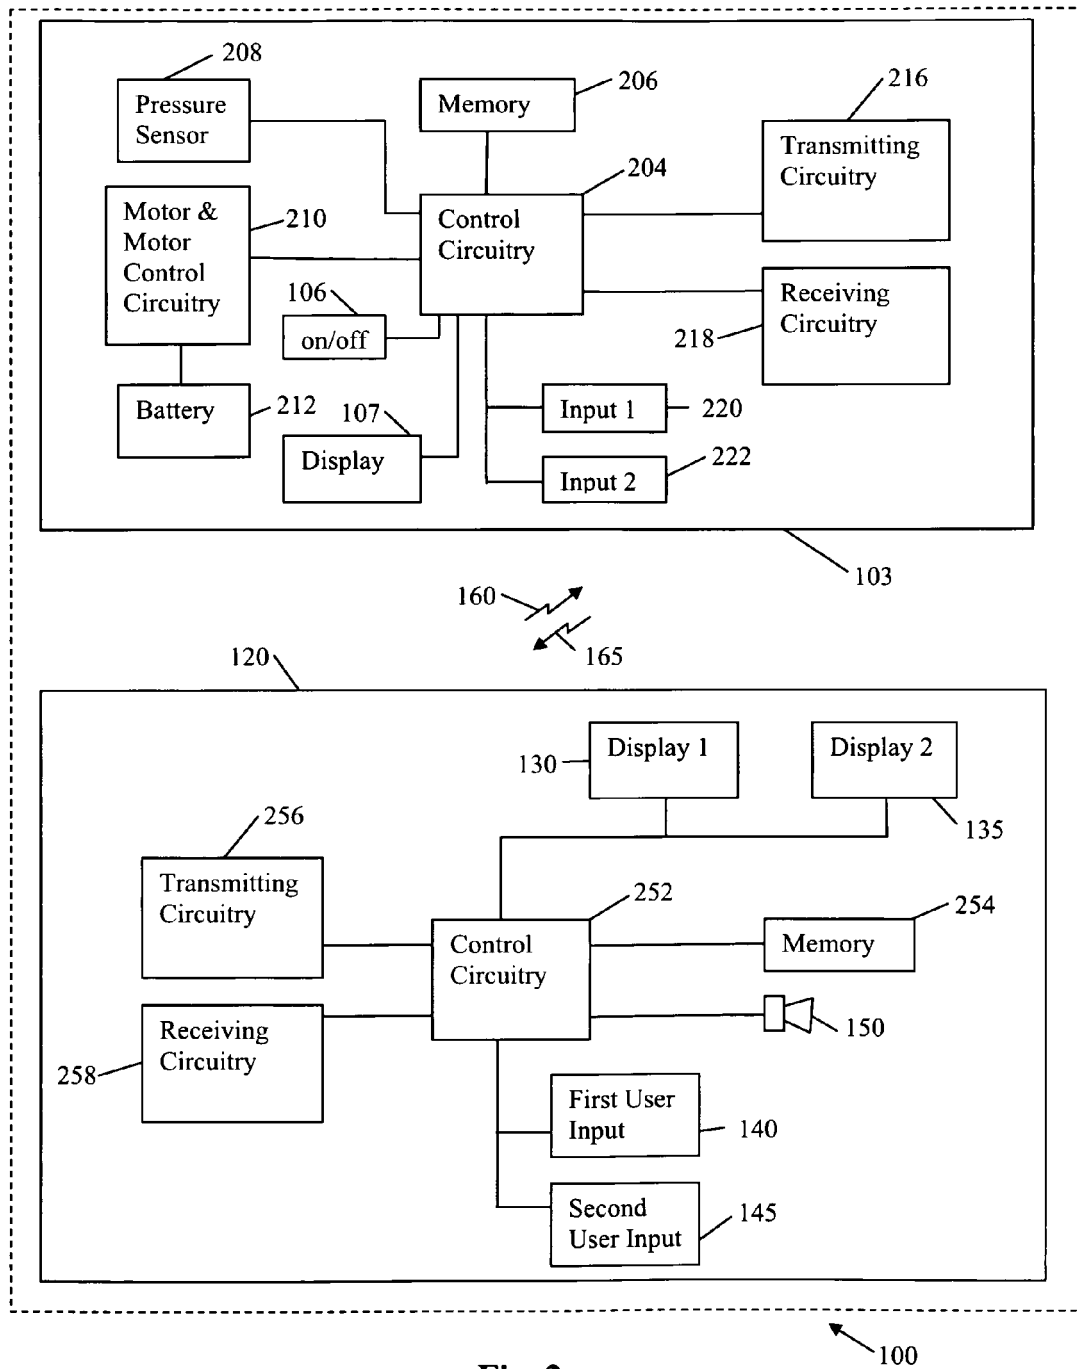 208
Pressure
Sensor
Memory
206
216
Transmitting
Circuitry
204
Motor &
Motor
Control
Circuitry
210
Control
Circuitry
106
on/off
Receiving
Circuitry
218
Battery
212
107
Display
Input 1
220
Input 2
222
103
160
165
120
Display 1
130
Display 2
135
256
Transmitting
Circuitry
252
Control
Circuitry
254
Memory
150
Receiving
Circuitry
258
First User
Input
140
Second
User Input
145
100